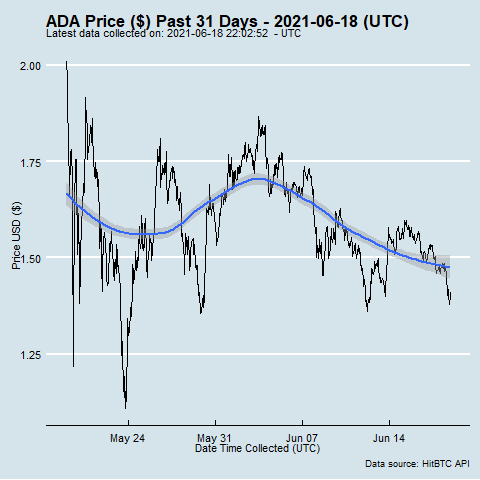 ADA Price ($) Past 31 Days - 2021-06-18 (UTC)
Latest data collected on: 2021-06-18 22:02:52 - UTC
2.00
1.75
1.50
1.25
Price USD ($)
May 24
May 31
Jun 07
Jun 14
Date Time Collected (UTC)
Data source: HitBTC API